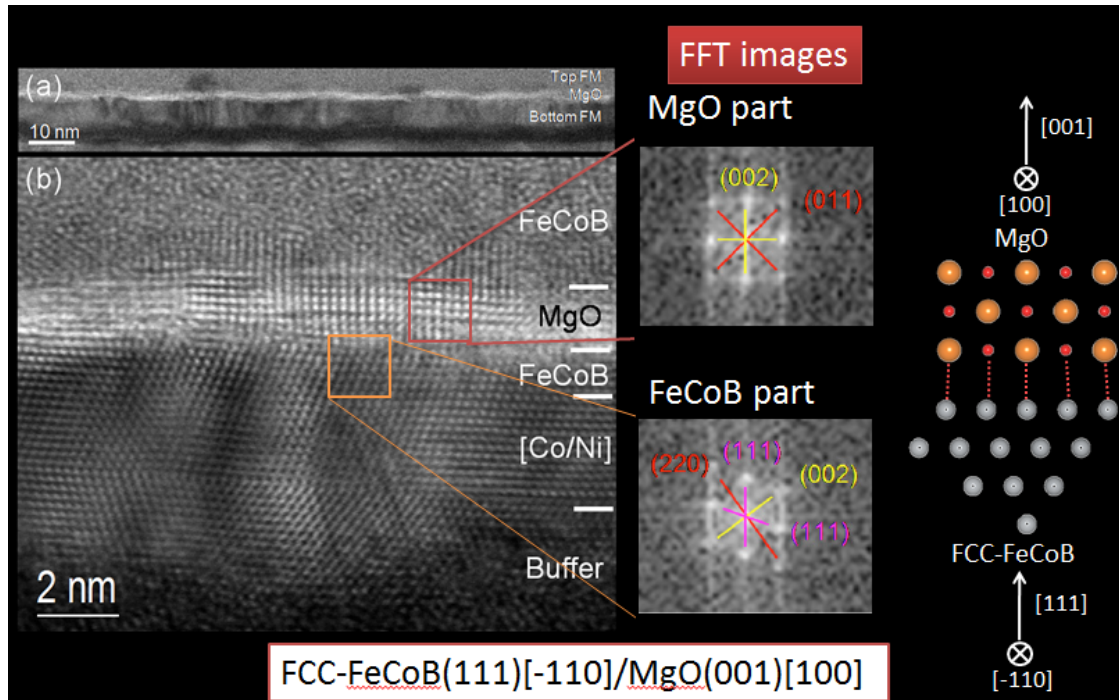 FFT images
(a)
Top FM
MgO
Bottom FM
10 nm
(b)
FeCoB
MgO
FeCoB
[Co/Ni]
Buffer
2 nm
MgO part
(002)
(011)
FeCoB part
(220)
(111)
(002)
(111)
[001]
[100]
MgO
FCC-FeCoB
[111]
[-110]
FCC-FeCoB(111)[-110]/MgO(001)[100]